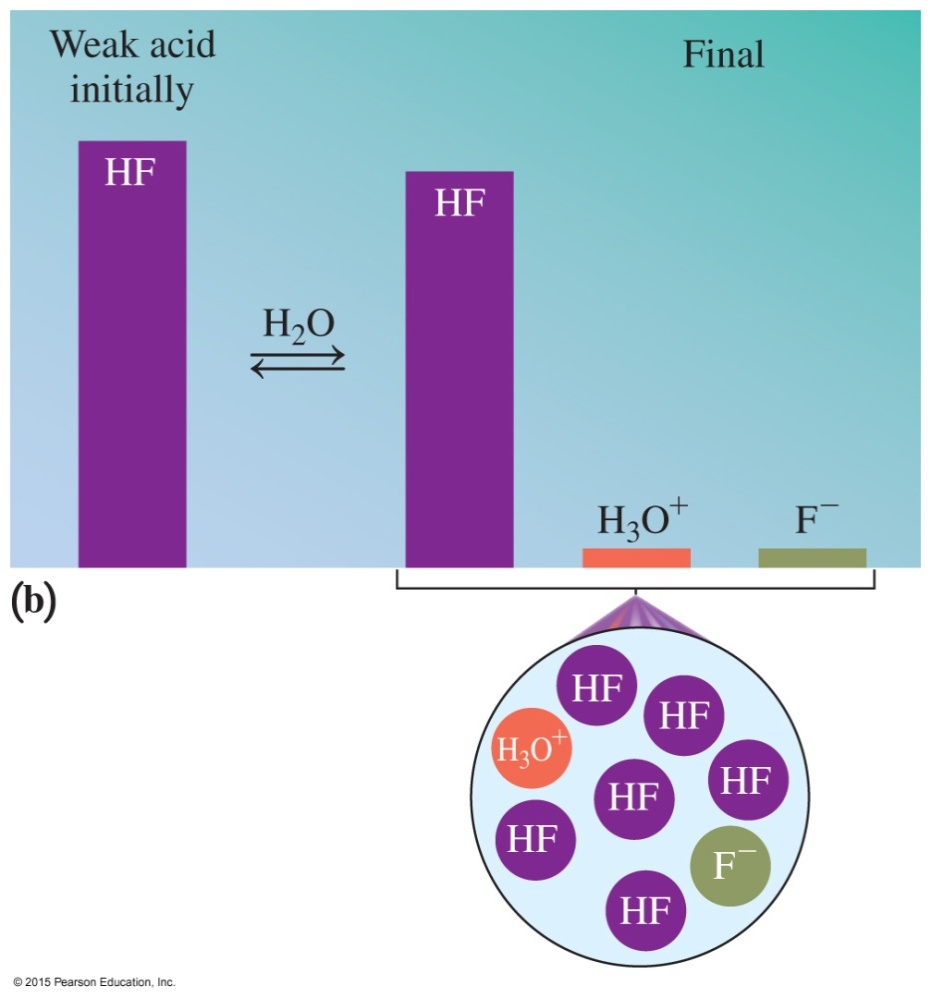 Weak acid
initially
Final
HF
HF
H₂O
H₃O⁺
F⁻
(b)
HF
HF
H₃O⁺
HF
HF
HF
F⁻
HF
© 2015 Pearson Education, Inc.